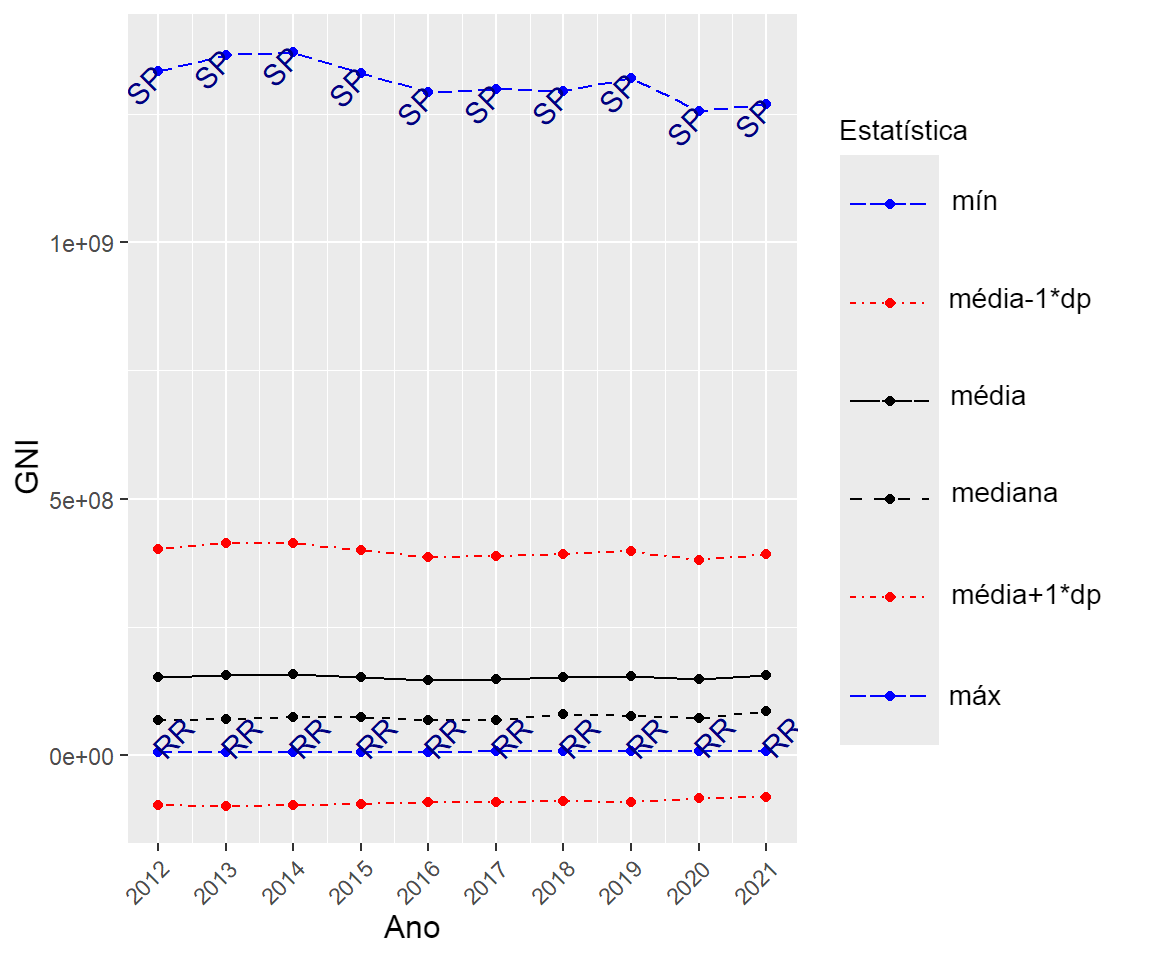 SP SP SP SP SP SP SP SP SP SP
1e+09
5e+08
0e+00
GNI
RR RR RR RR RR RR RR RR RR RR
2012 2013 2014 2015 2016 2017 2018 2019 2020 2021
Ano
Estatística
mín
média-1*dp
média
mediana
média+1*dp
máx